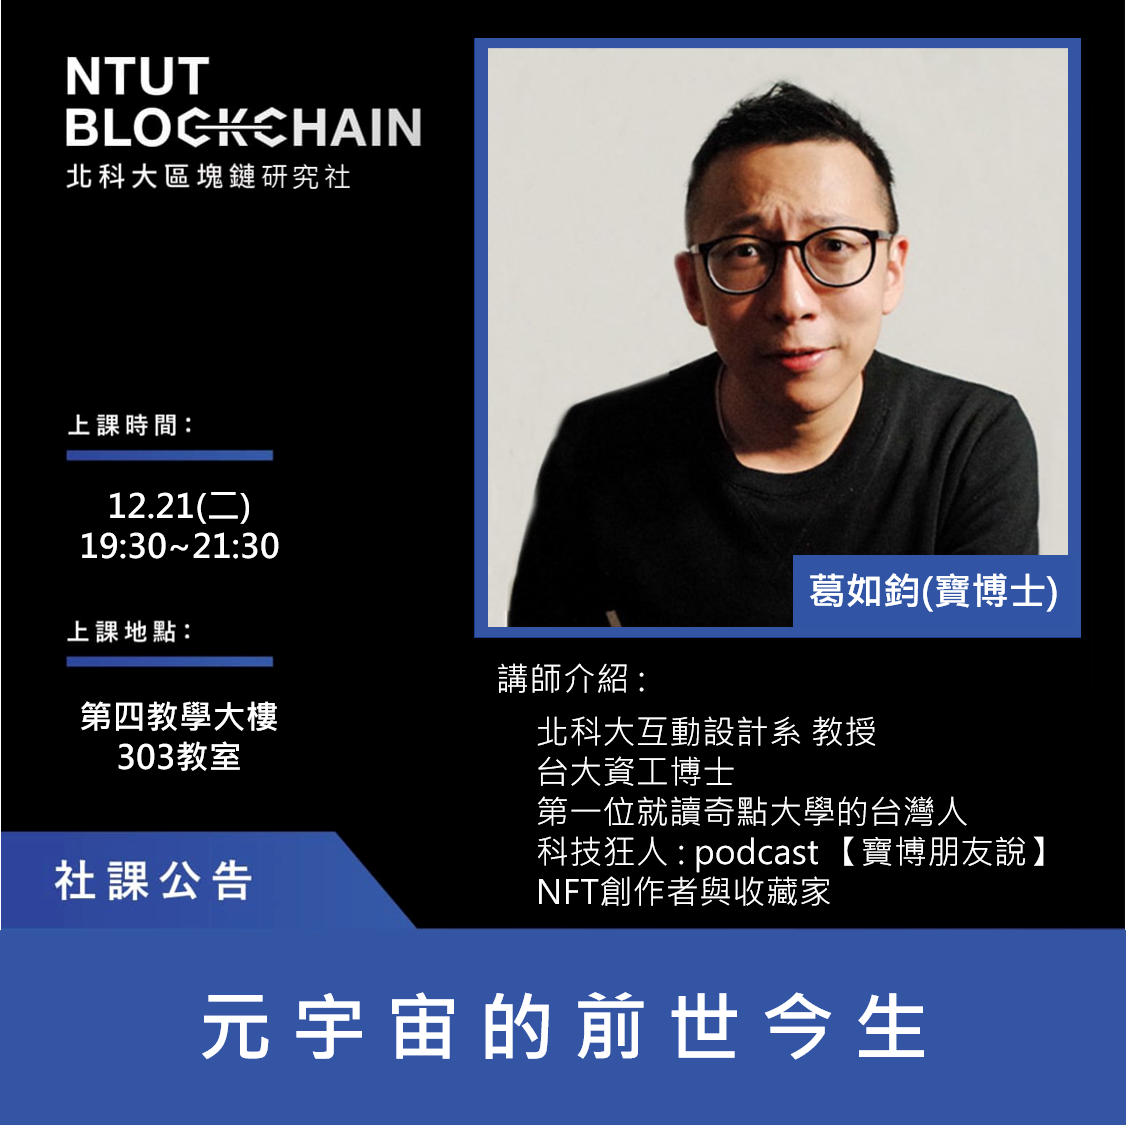 NTUT
BLOCKCHAIN
北科大區塊鏈研究社
上課時間：
12.21(二)
19:30~21:30
上課地點：
第四教學大樓
303教室
葛如鈞(寶博士)
講師介紹 :
北科大互動設計系 教授
台大資工博士
第一位就讀奇點大學的台灣人
科技狂人 : podcast 【寶博朋友說】
NFT創作者與收藏家
社課公告
元宇宙的前世今生